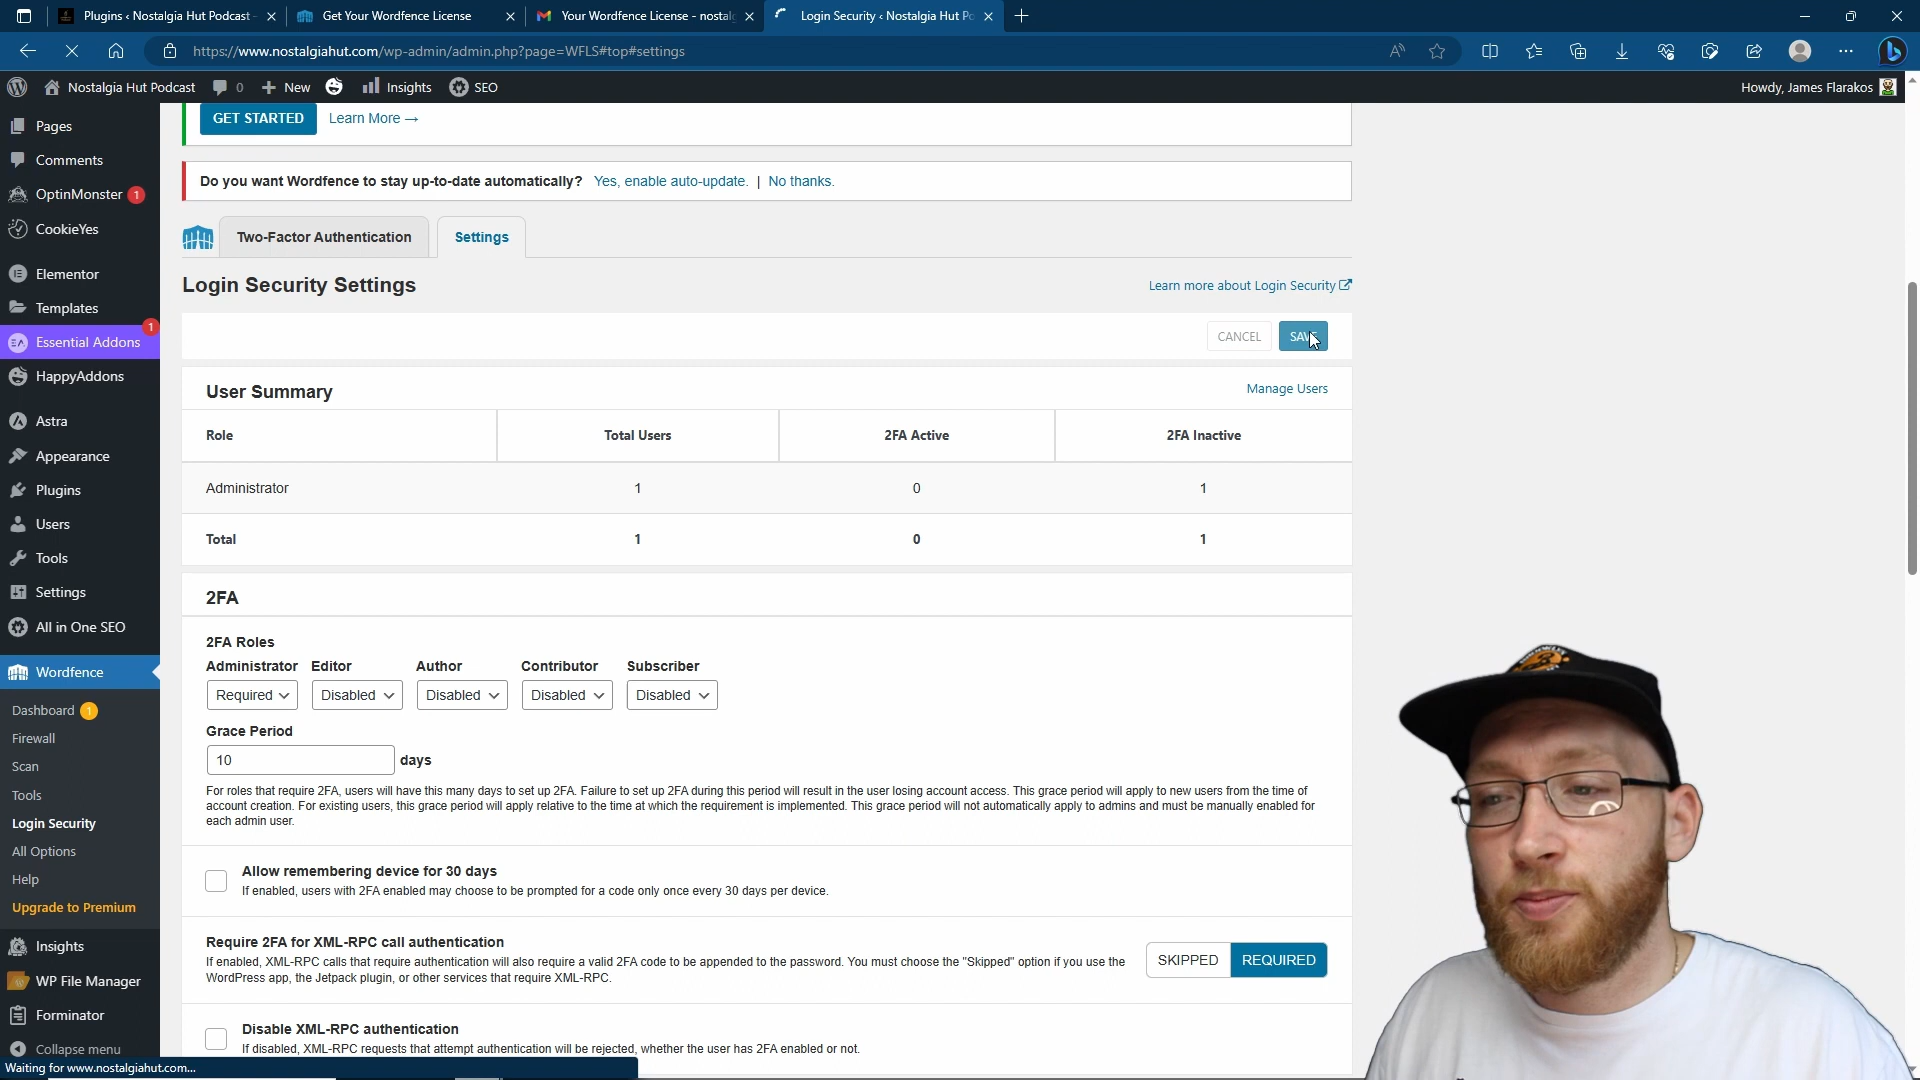 Plugins ‹ Nostalgia Hut Podcast -
Get Your Wordfence License
Your Wordfence License - nostal
Login Security ‹ Nostalgia Hut Po
https://www.nostalgiahut.com/wp-admin/admin.php?page=WFLS#top#settings
Nostalgia Hut Podcast
0
New
Insights
SEO
Howdy, James Flarakos
Pages
Comments
OptinMonster 1
CookieYes
Elementor
Templates
1
Essential Addons
HappyAddons
Astra
Appearance
Plugins
Users
Tools
Settings
All in One SEO
Wordfence
Dashboard 1
Firewall
Scan
Tools
Login Security
All Options
Help
Upgrade to Premium
Insights
WP File Manager
Forminator
Collapse menu
Waiting for www.nostalgiahut.com...
GET STARTED Learn More →
Do you want Wordfence to stay up-to-date automatically? Yes, enable auto-update. | No thanks.
Two-Factor Authentication Settings
Login Security Settings
Learn more about Login Security
CANCEL SAVE
User Summary
Manage Users
Role Total Users 2FA Active 2FA Inactive
Administrator 1 0 1
Total 1 0 1
2FA
2FA Roles
Administrator Editor Author Contributor Subscriber
Required Disabled Disabled Disabled Disabled
Grace Period
10 days
For roles that require 2FA, users will have this many days to set up 2FA. Failure to set up 2FA during this period will result in the user losing account access. This grace period will apply to new users from the time of
account creation. For existing users, this grace period will apply relative to the time at which the requirement is implemented. This grace period will not automatically apply to admins and must be manually enabled for
each admin user.
Allow remembering device for 30 days
If enabled, users with 2FA enabled may choose to be prompted for a code only once every 30 days per device.
Require 2FA for XML-RPC call authentication
If enabled, XML-RPC calls that require authentication will also require a valid 2FA code to be appended to the password. You must choose the "Skipped" option if you use the
WordPress app, the Jetpack plugin, or other services that require XML-RPC.
SKIPPED REQUIRED
Disable XML-RPC authentication
If disabled, XML-RPC requests that attempt authentication will be rejected, whether the user has 2FA enabled or not.